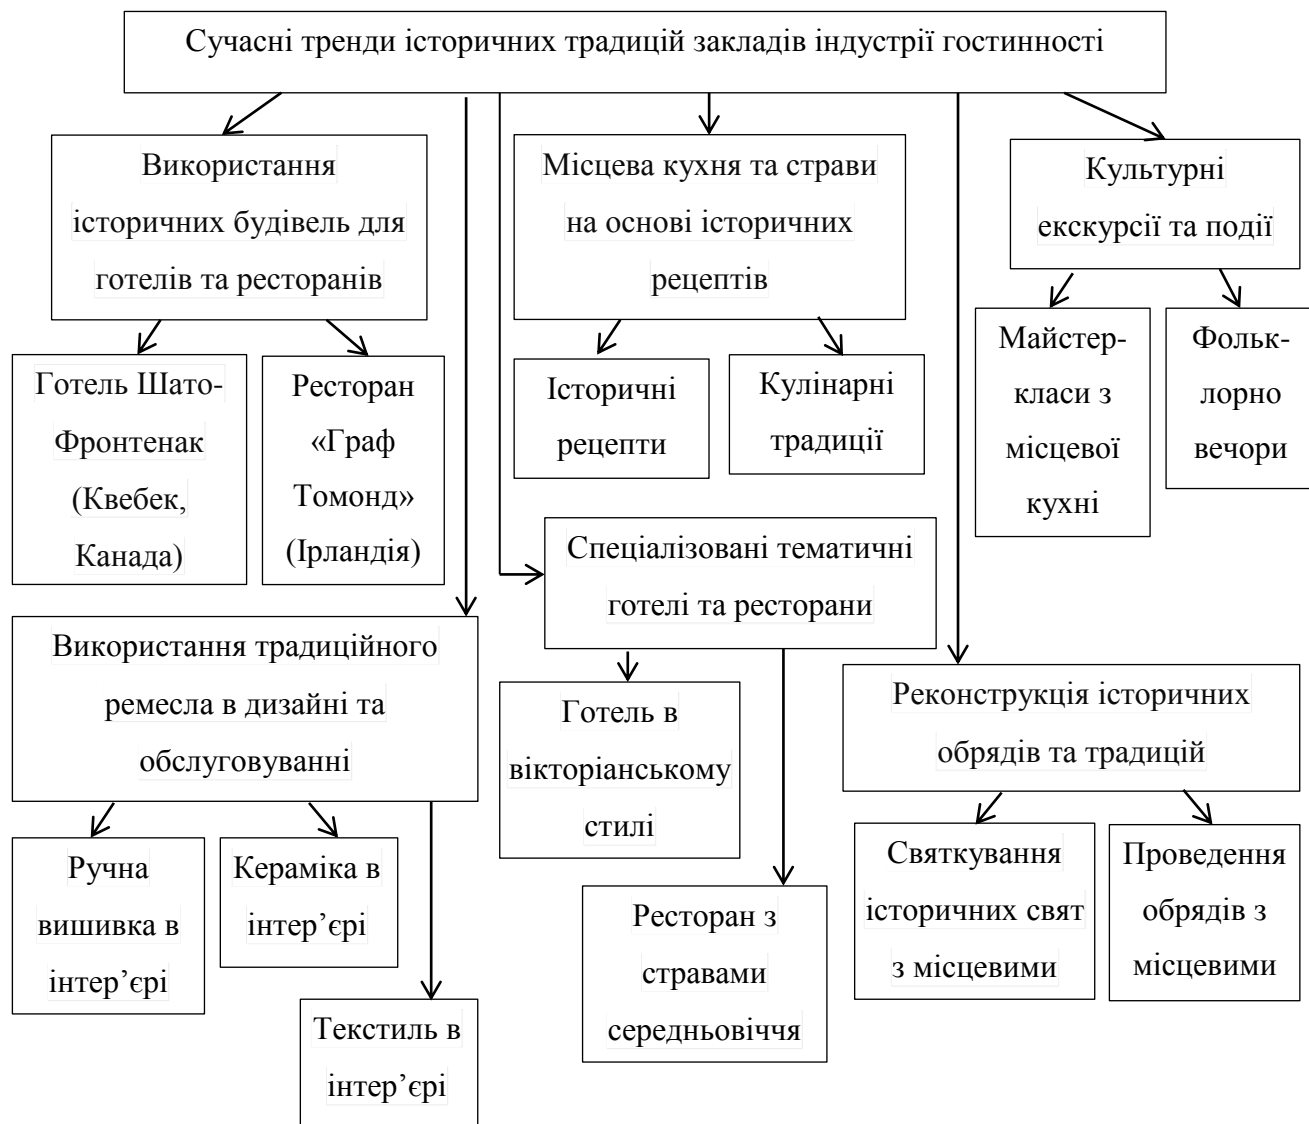 Сучасні тренди історичних традицій закладів індустрії гостинності
Використання
історичних будівель для
готелів та ресторанів
Місцева кухня та страви
на основі історичних
рецептів
Культурні
екскурсії та події
Готель Шато-
Фронтенак
(Квебек,
Канада)
Ресторан
«Граф
Томонд»
(Ірландія)
Історичні
рецепти
Кулінарні
традиції
Майстер-
класи з
місцевої
кухні
Фольк-
лорно
вечори
Використання традиційного
ремесла в дизайні та
обслуговуванні
Спеціалізовані тематичні
готелі та ресторани
Реконструкція історичних
обрядів та традицій
Ручна
вишивка в
інтер’єрі
Кераміка в
інтер’єрі
Текстиль в
інтер’єрі
Готель в
вікторіанському
стилі
Ресторан з
стравами
середньовіччя
Святкування
історичних свят
з місцевими
Проведення
обрядів з
місцевими